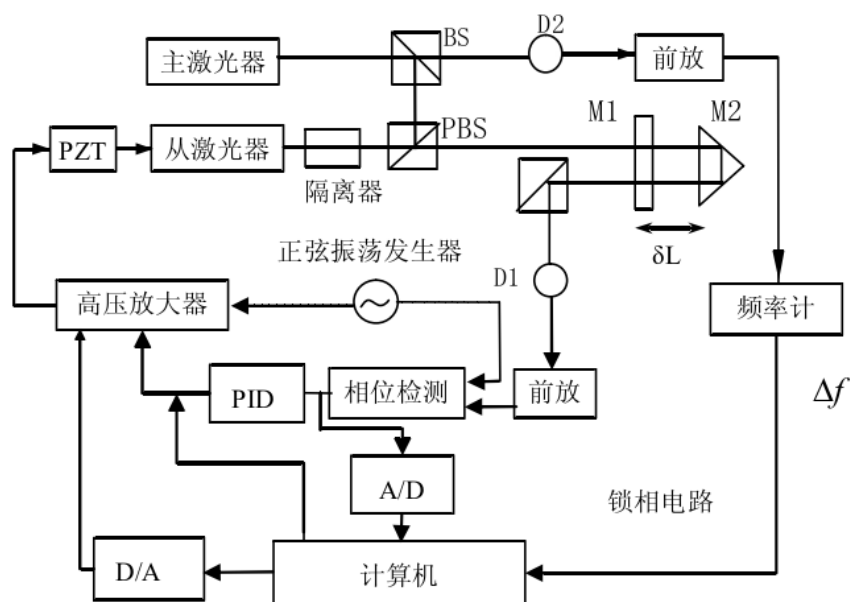 BS
D2
主激光器
前放
PBS
M1
M2
PZT
从激光器
隔离器
δL
正弦振荡发生器
D1
高压放大器
频率计
PID
相位检测
前放
Δf
A/D
锁相电路
D/A
计算机